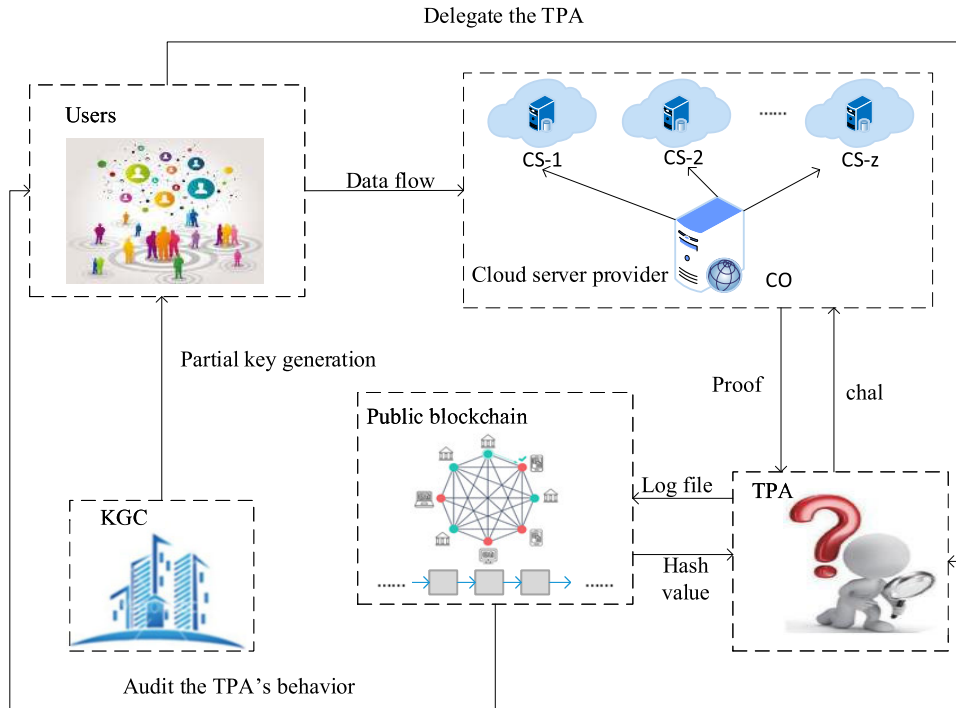 Delegate the TPA
Users
CS-1
CS-2
......
CS-z
Data flow
Cloud server provider
CO
Partial key generation
Proof
chal
Public blockchain
Log file
TPA
KGC
Hash
value
......
......
Audit the TPA's behavior